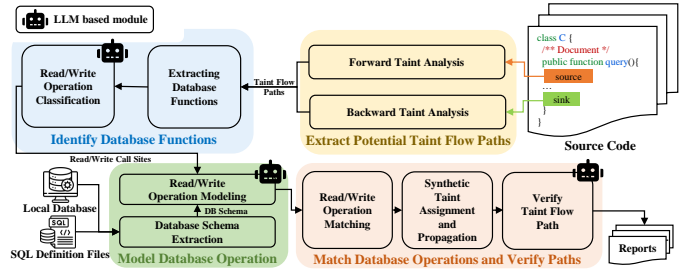 LLM based module
class C {
/** Document */
public function query(){
source
...
sink
}
}
Source Code
Forward Taint Analysis
Backward Taint Analysis
Extract Potential Taint Flow Paths
Taint Flow
Paths
Extracting
Database
Functions
Read/Write
Operation
Classification
Identify Database Functions
Read/Write Call Sites
Local Database
SQL
SQL Definition Files
Read/Write
Operation Modeling
DB Schema
Database Schema
Extraction
Model Database Operation
Read/Write
Operation
Matching
Synthetic
Taint
Assignment
and
Propagation
Verify
Taint Flow
Path
Match Database Operations and Verify Paths
Reports